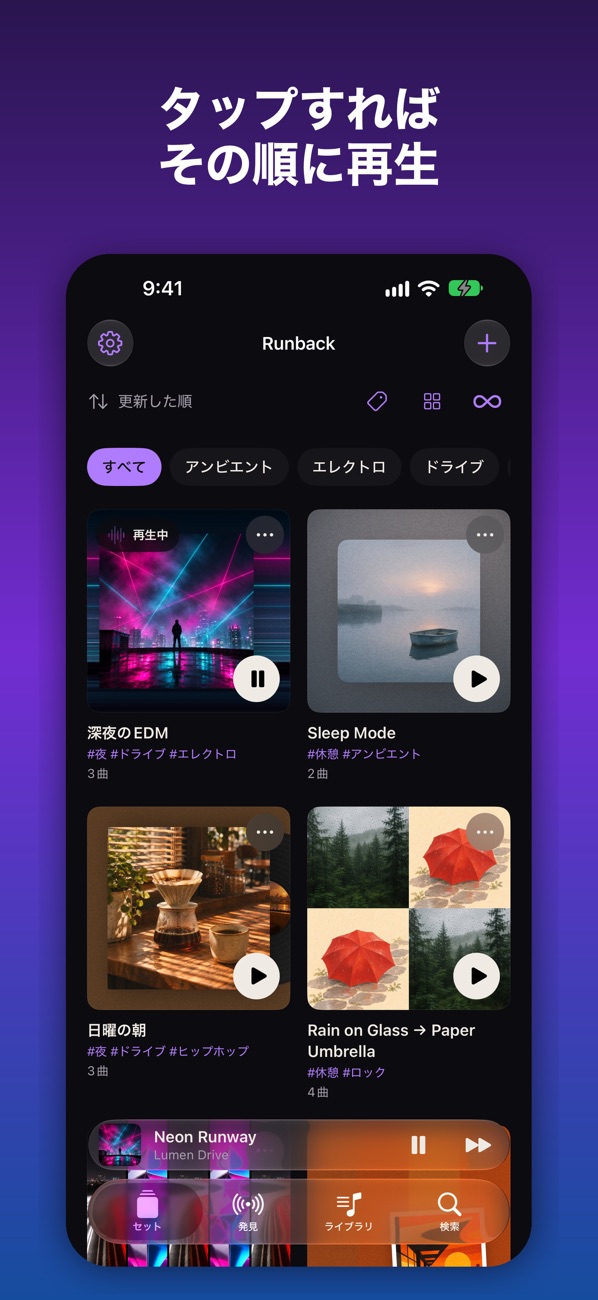 タップすれば
その順に再生
9:41
Runback
更新した順
すべて
アンビエント
エレクトロ
ドライブ
再生中
深夜のEDM
#夜 #ドライブ #エレクトロ
3曲
Sleep Mode
#休憩 #アンビエント
2曲
日曜の朝
#夜 #ドライブ #ヒップホップ
3曲
Rain on Glass → Paper
Umbrella
#休憩 #ロック
4曲
Neon Runway
Lumen Drive
セット
発見
ライブラリ
検索